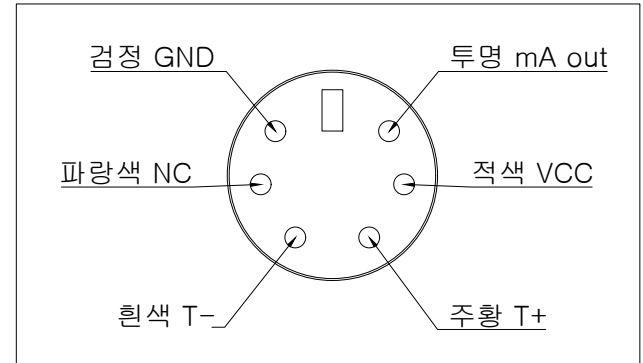 검정 GND
투명 mA out
파랑색 NC
적색 VCC
흰색 T-
주황 T+